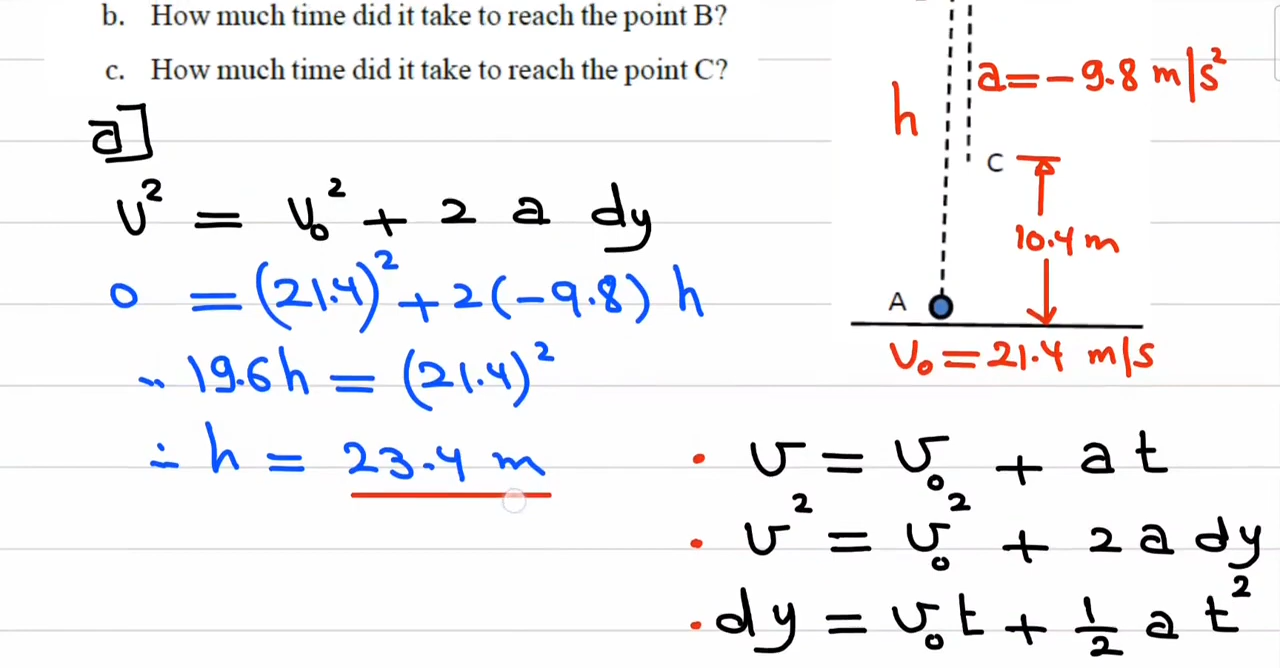 b. How much time did it take to reach the point B?
c. How much time did it take to reach the point C?
a]
v² = v₀² + 2 a dy
0 = (21.4)² + 2(-9.8) h
∵ 19.6h = (21.4)²
∴ h = 23.4 m
a = -9.8 m/s²
h
C
10.4 m
A
v₀ = 21.4 m/s
• v = v₀ + at
• v² = v₀² + 2 a dy
• dy = v₀t + ½ a t²